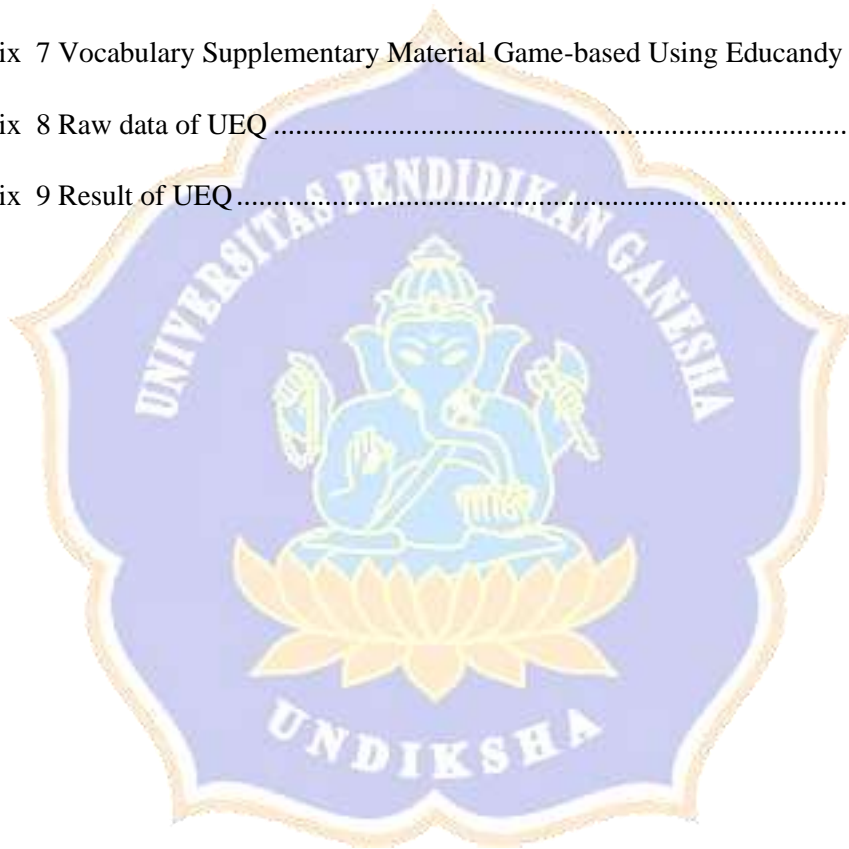 ix 7 Vocabulary Supplementary Material Game-based Using Educandy
ix 8 Raw data of UEQ ................................................................................
ix 9 Result of UEQ .....................................................................................
UNIVERSITAS PENDIDIKAN GANESHA
UNDIKSHA